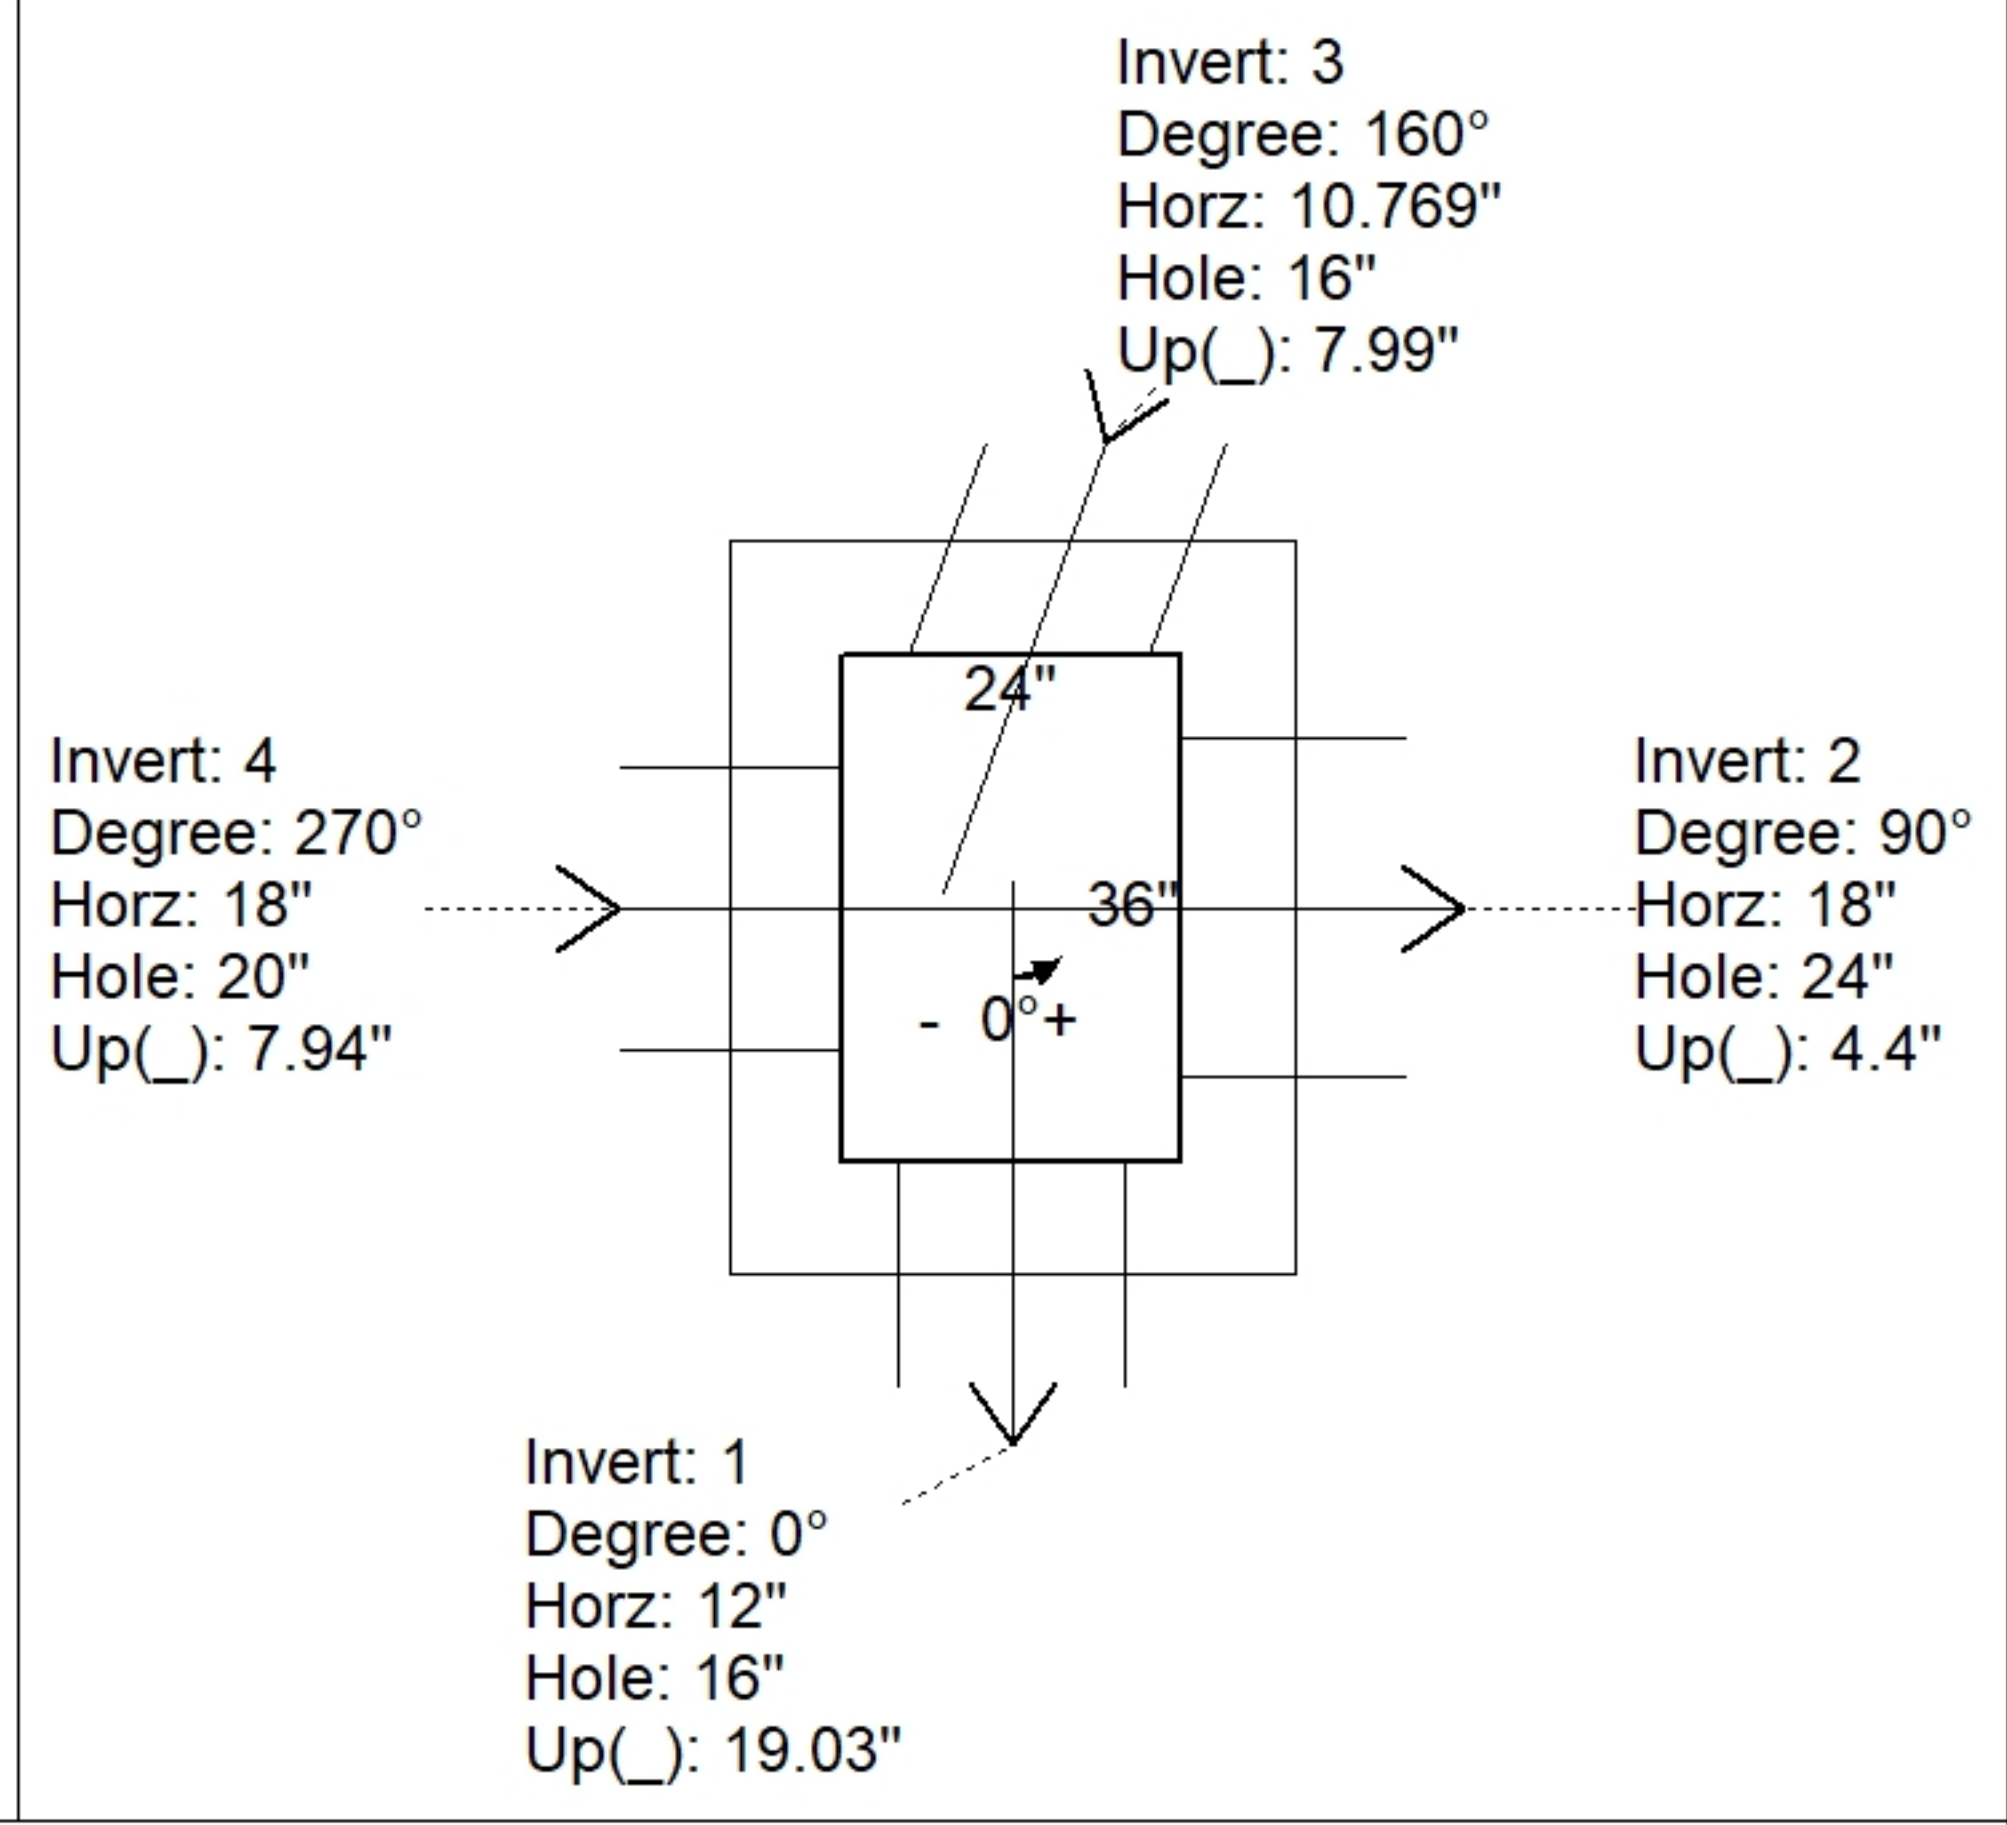 Invert: 3
Degree: 160°
Horz: 10.769"
Hole: 16"
Up(_): 7.99"
24"
Invert: 4
Degree: 270°
Horz: 18"
Hole: 20"
Up(_): 7.94"
36"
- 0°+
Invert: 2
Degree: 90°
Horz: 18"
Hole: 24"
Up(_): 4.4"
Invert: 1
Degree: 0°
Horz: 12"
Hole: 16"
Up(_): 19.03"